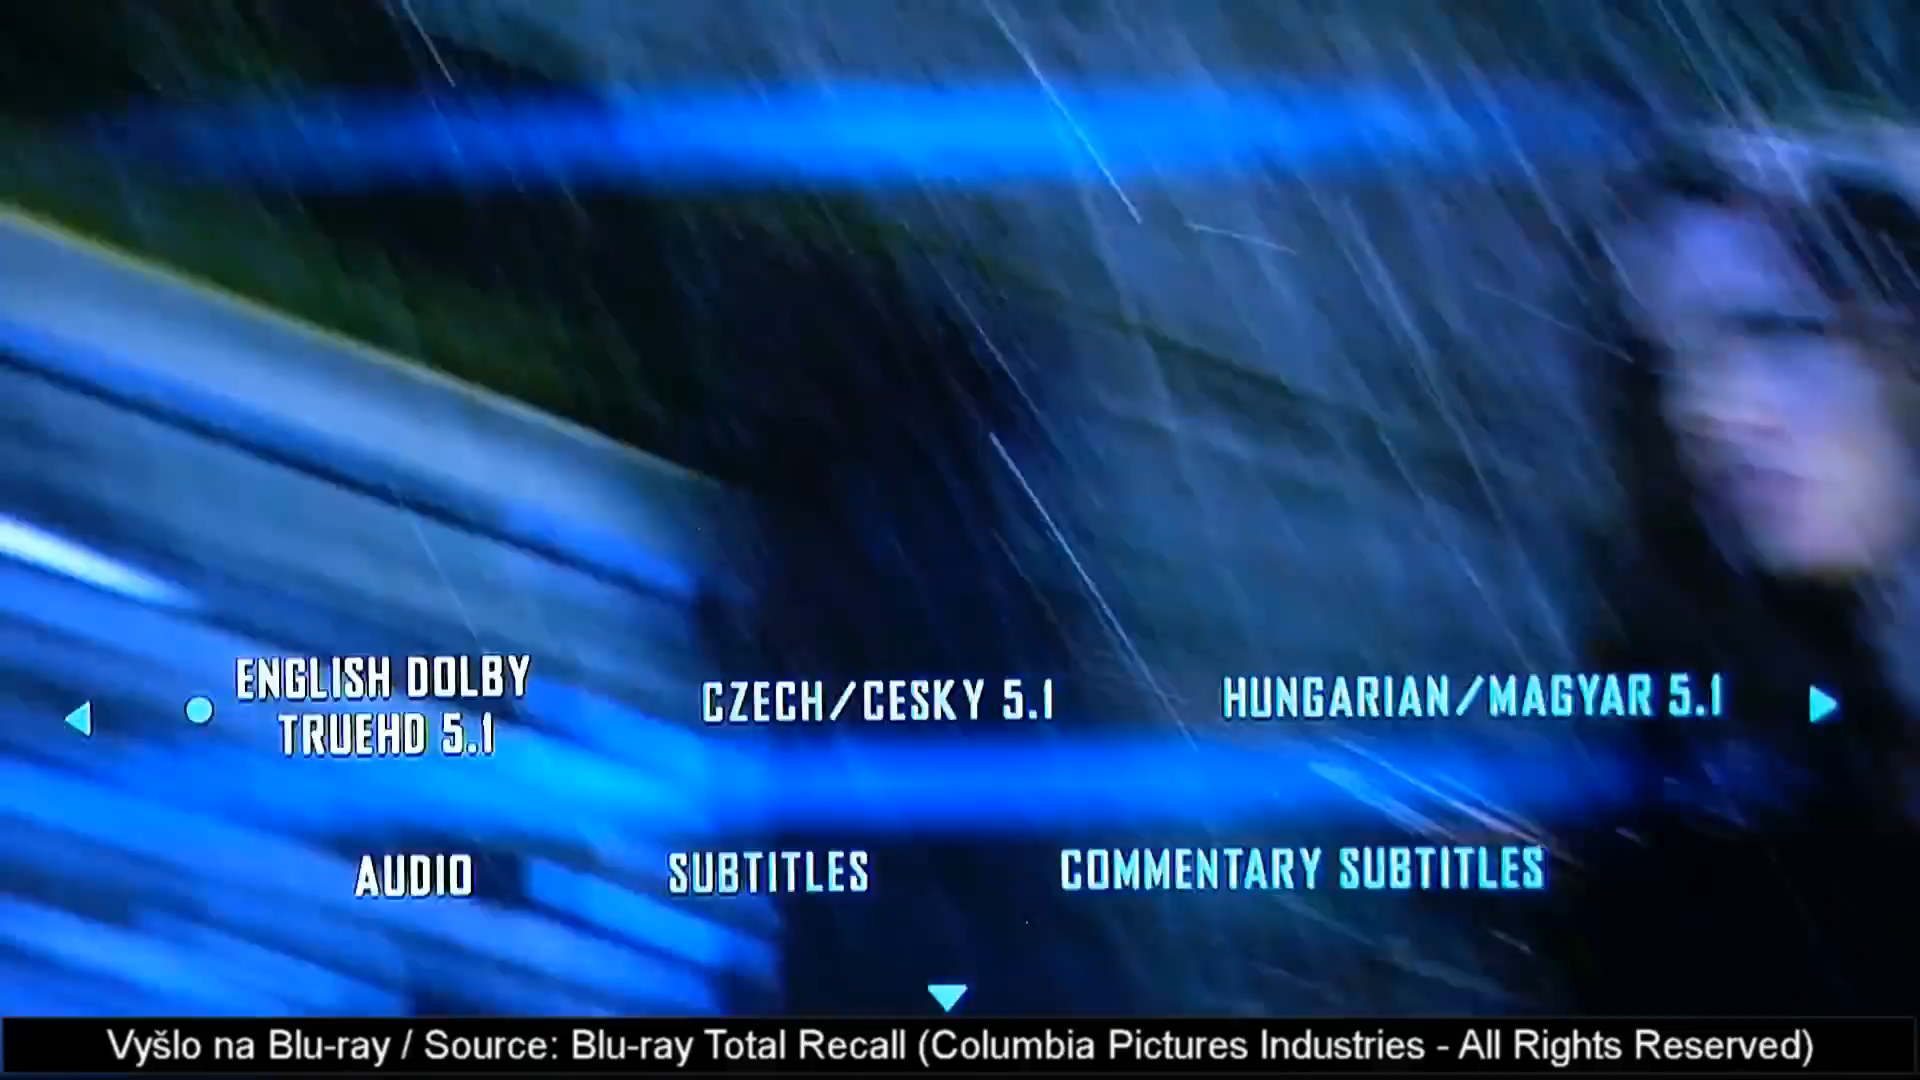 ENGLISH DOLBY
TRUEHD 5.1
CZECH/CESKY 5.1
HUNGARIAN/MAGYAR 5.1
AUDIO
SUBTITLES
COMMENTARY SUBTITLES
Vyšlo na Blu-ray / Source: Blu-ray Total Recall (Columbia Pictures Industries - All Rights Reserved)